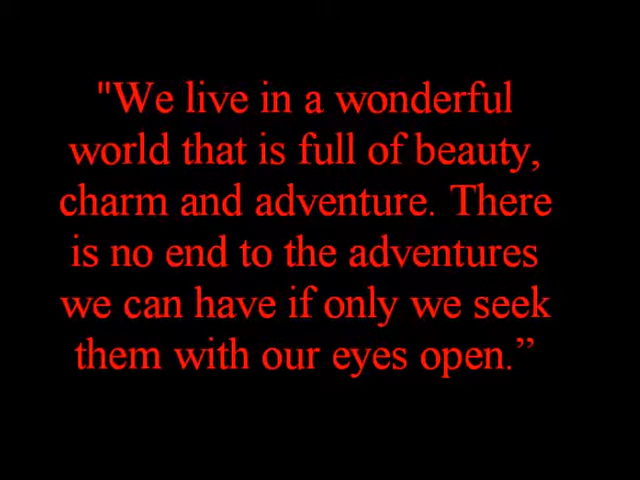 "We live in a wonderful
world that is full of beauty,
charm and adventure. There
is no end to the adventures
we can have if only we seek
them with our eyes open.”